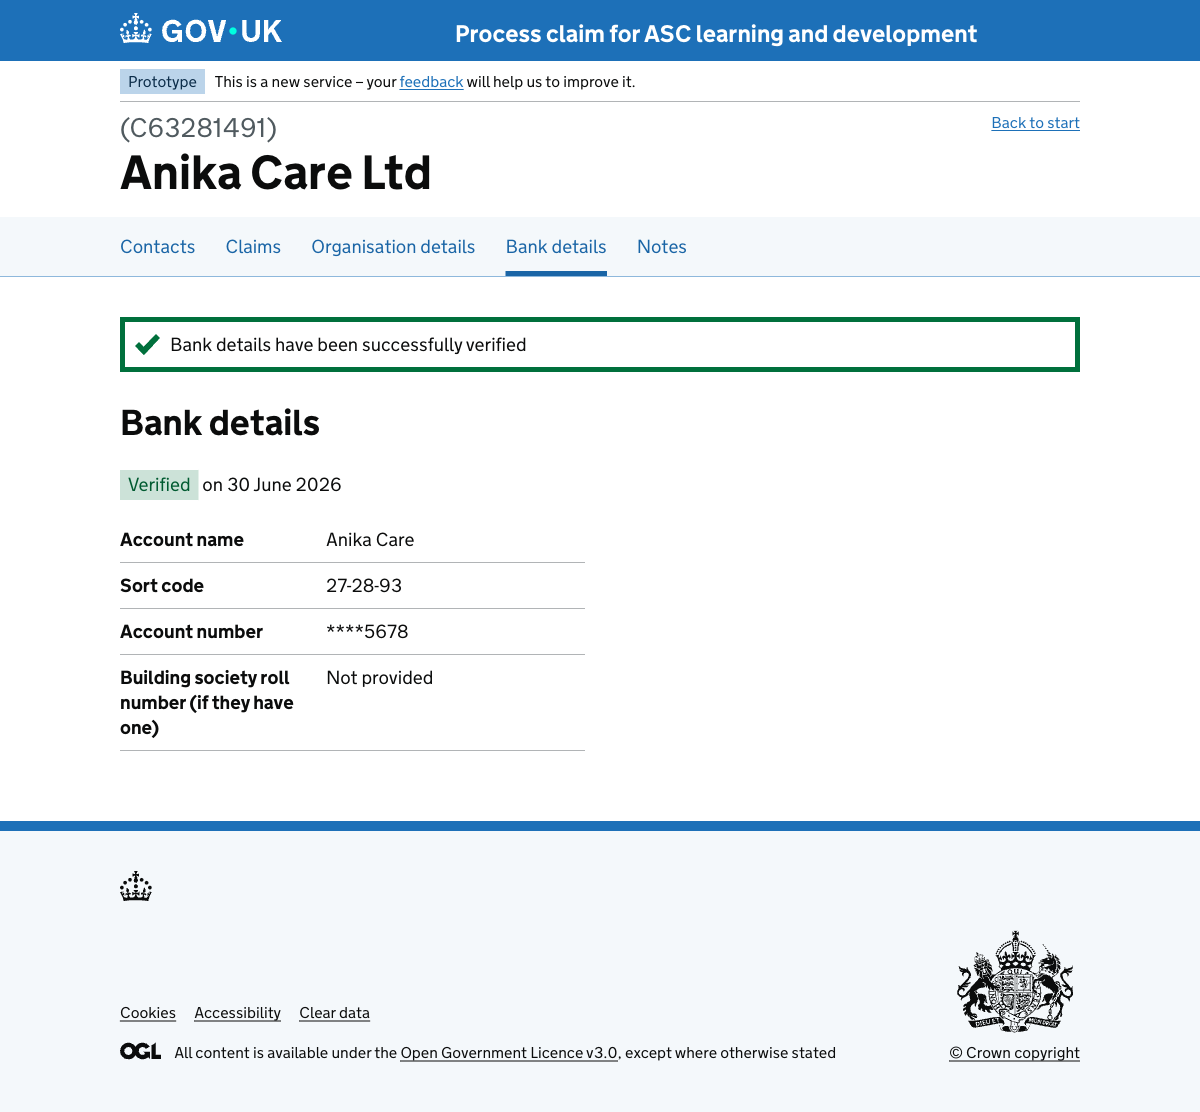 GOV·UK
Process claim for ASC learning and development
Prototype This is a new service – your feedback will help us to improve it.
(C63281491)
Back to start
Anika Care Ltd
Contacts Claims Organisation details Bank details Notes
Bank details have been successfully verified
Bank details
Verified on 30 June 2026
Account name Anika Care
Sort code 27-28-93
Account number ****5678
Building society roll Not provided
number (if they have
one)
Cookies Accessibility Clear data
OGL All content is available under the Open Government Licence v3.0, except where otherwise stated
© Crown copyright